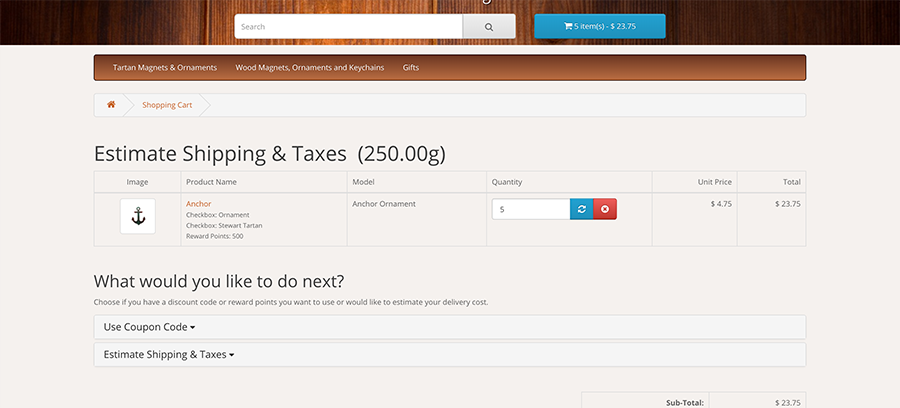 Search
5 item(s) - $ 23.75
Tartan Magnets & Ornaments Wood Magnets, Ornaments and Keychains Gifts
Shopping Cart
Estimate Shipping & Taxes (250.00g)
Image Product Name Model Quantity Unit Price Total
Anchor Anchor Ornament 5 $ 4.75 $ 23.75
Checkbox: Ornament
Checkbox: Stewart Tartan
Reward Points: 500
What would you like to do next?
Choose if you have a discount code or reward points you want to use or would like to estimate your delivery cost.
Use Coupon Code
Estimate Shipping & Taxes
Sub-Total: $ 23.75